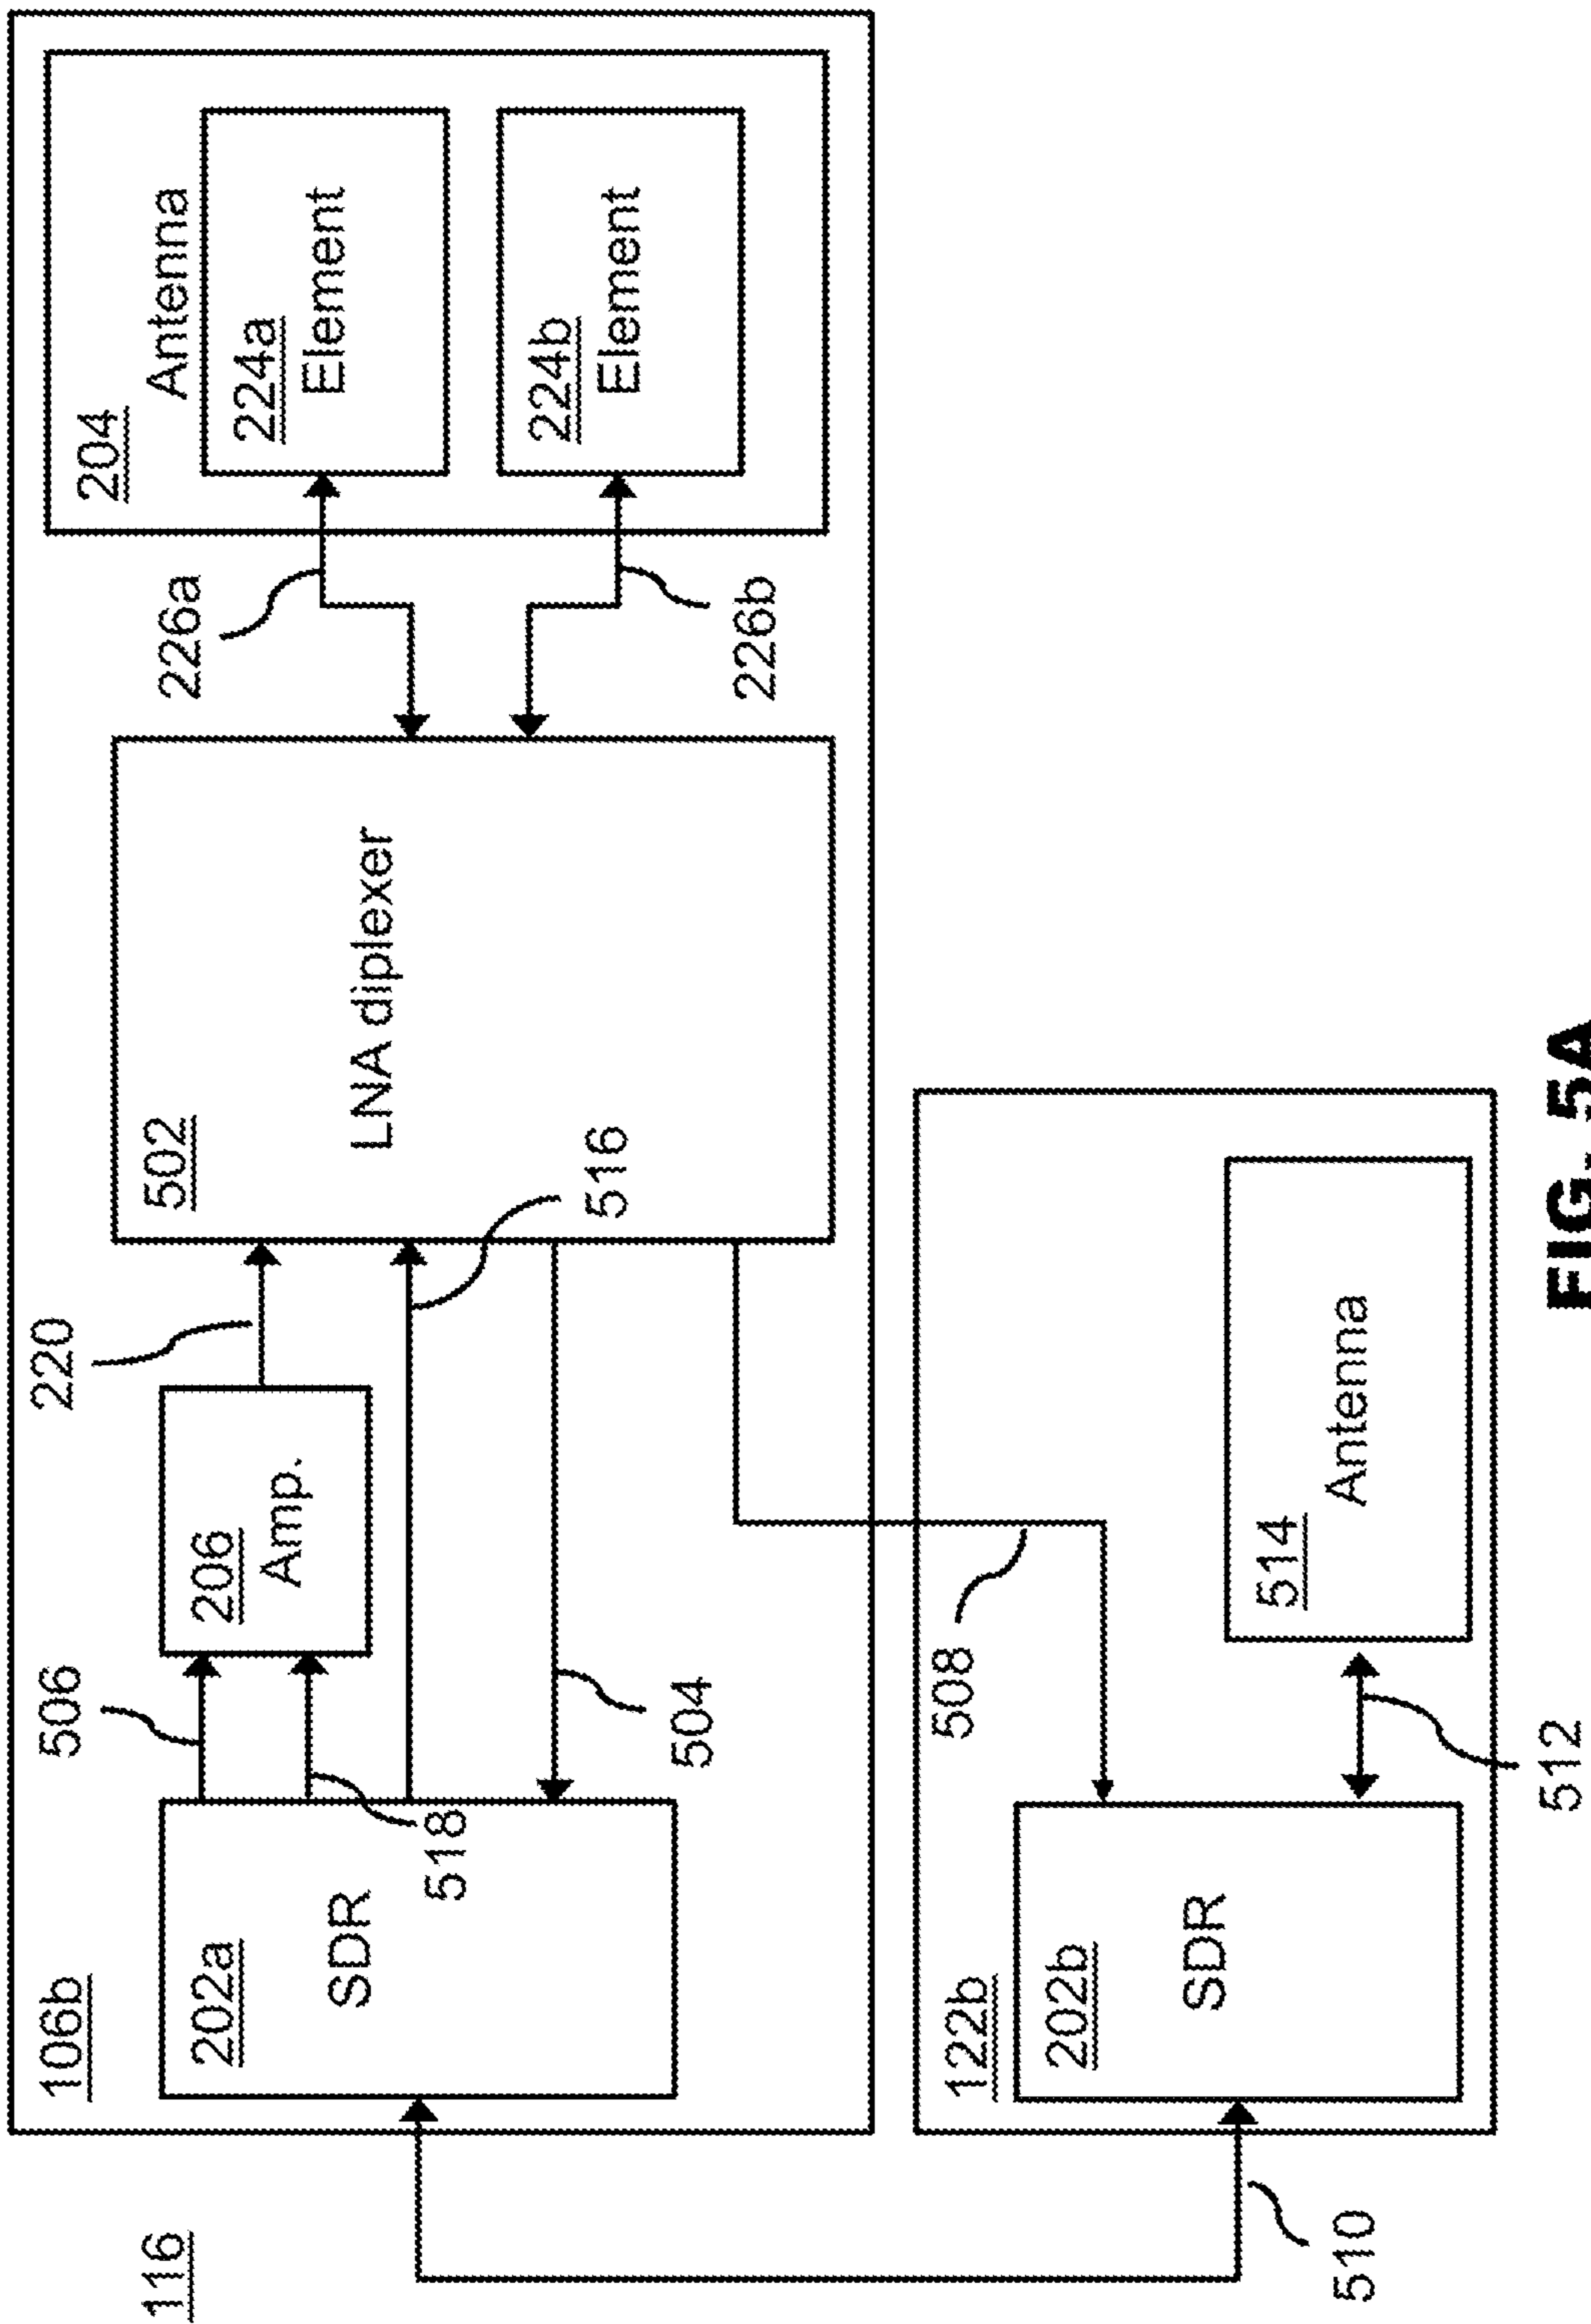 116
106b
506
220
202a
SDR
518
206
Amp.
504
516
502
LNA diplexer
226a
226b
204
Antenna
224a
Element
224b
Element
508
122b
202b
SDR
510
512
514
Antenna
FIG. 5A